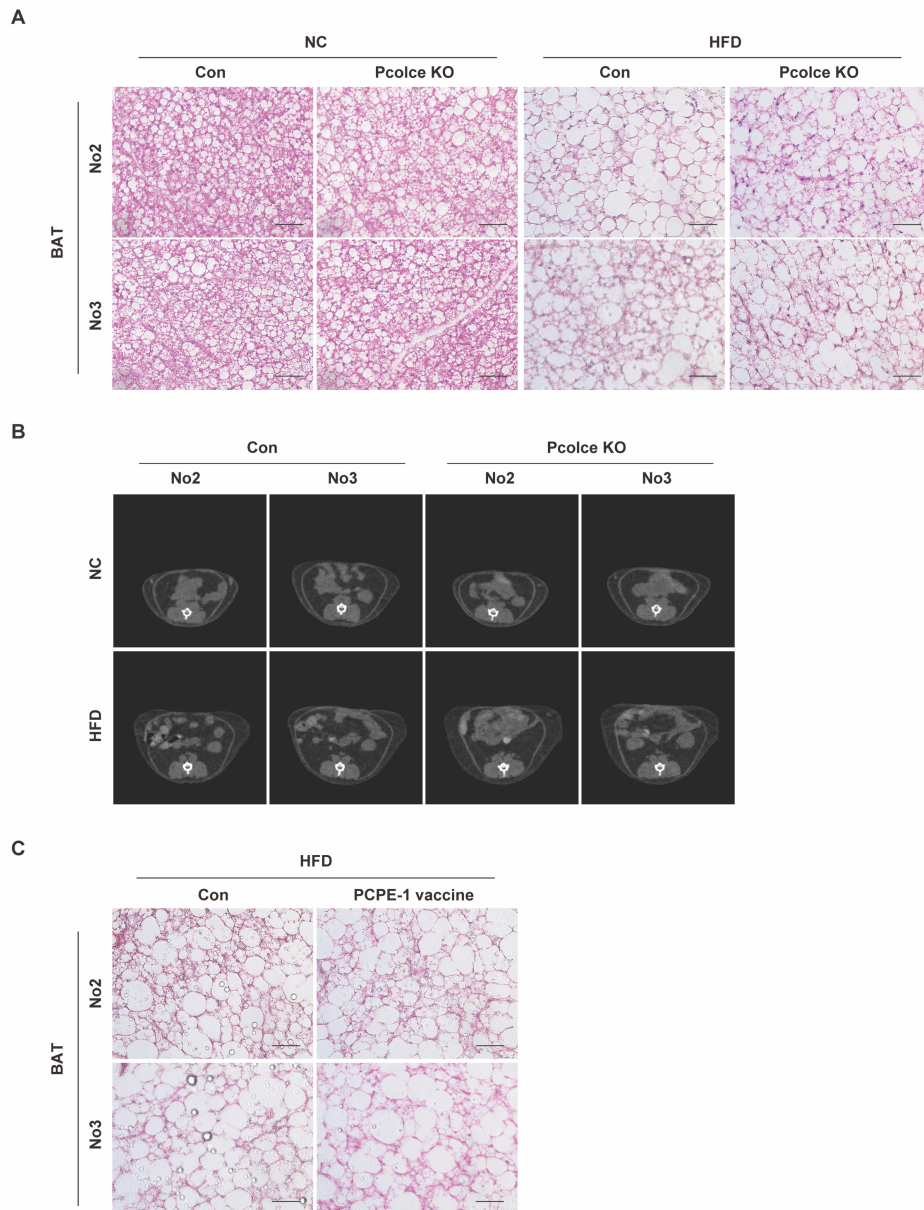 A
NC HFD
Con Pcolce KO Con Pcolce KO
BAT
No2
No3
B
Con Pcolce KO
No2 No3 No2 No3
NC
HFD
C
HFD
Con PCPE-1 vaccine
BAT
No2
No3